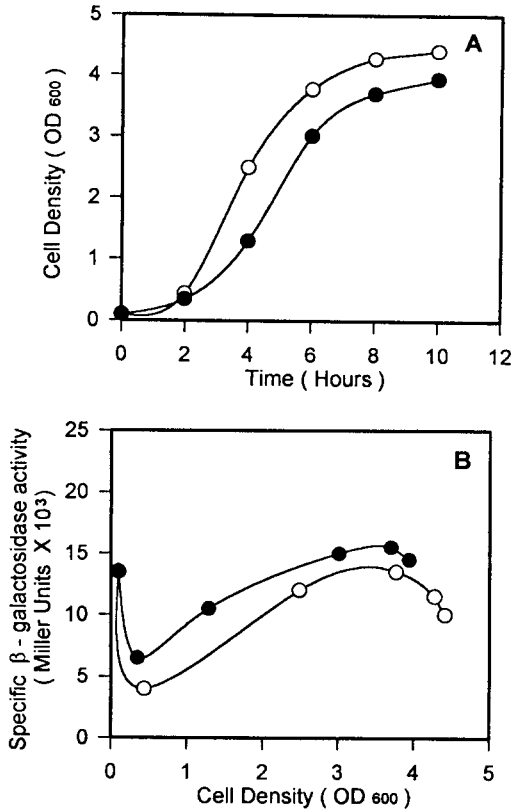 A
5
4
3
2
1
0
Cell Density ( OD 600 )
0 2 4 6 8 10 12
Time ( Hours )
B
25
20
15
10
5
0
Specific β - galactosidase activity
( Miller Units X 10³ )
0 1 2 3 4 5
Cell Density ( OD 600 )